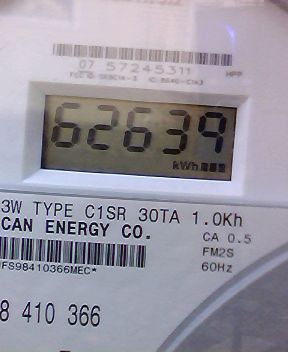 07 57245311
HPP
62639
kWh
3W TYPE C1SR 30TA 1.0Kh
CAN ENERGY CO.
CA 0.5
FM2S
60Hz
FS98410366MEC*
8 410 366